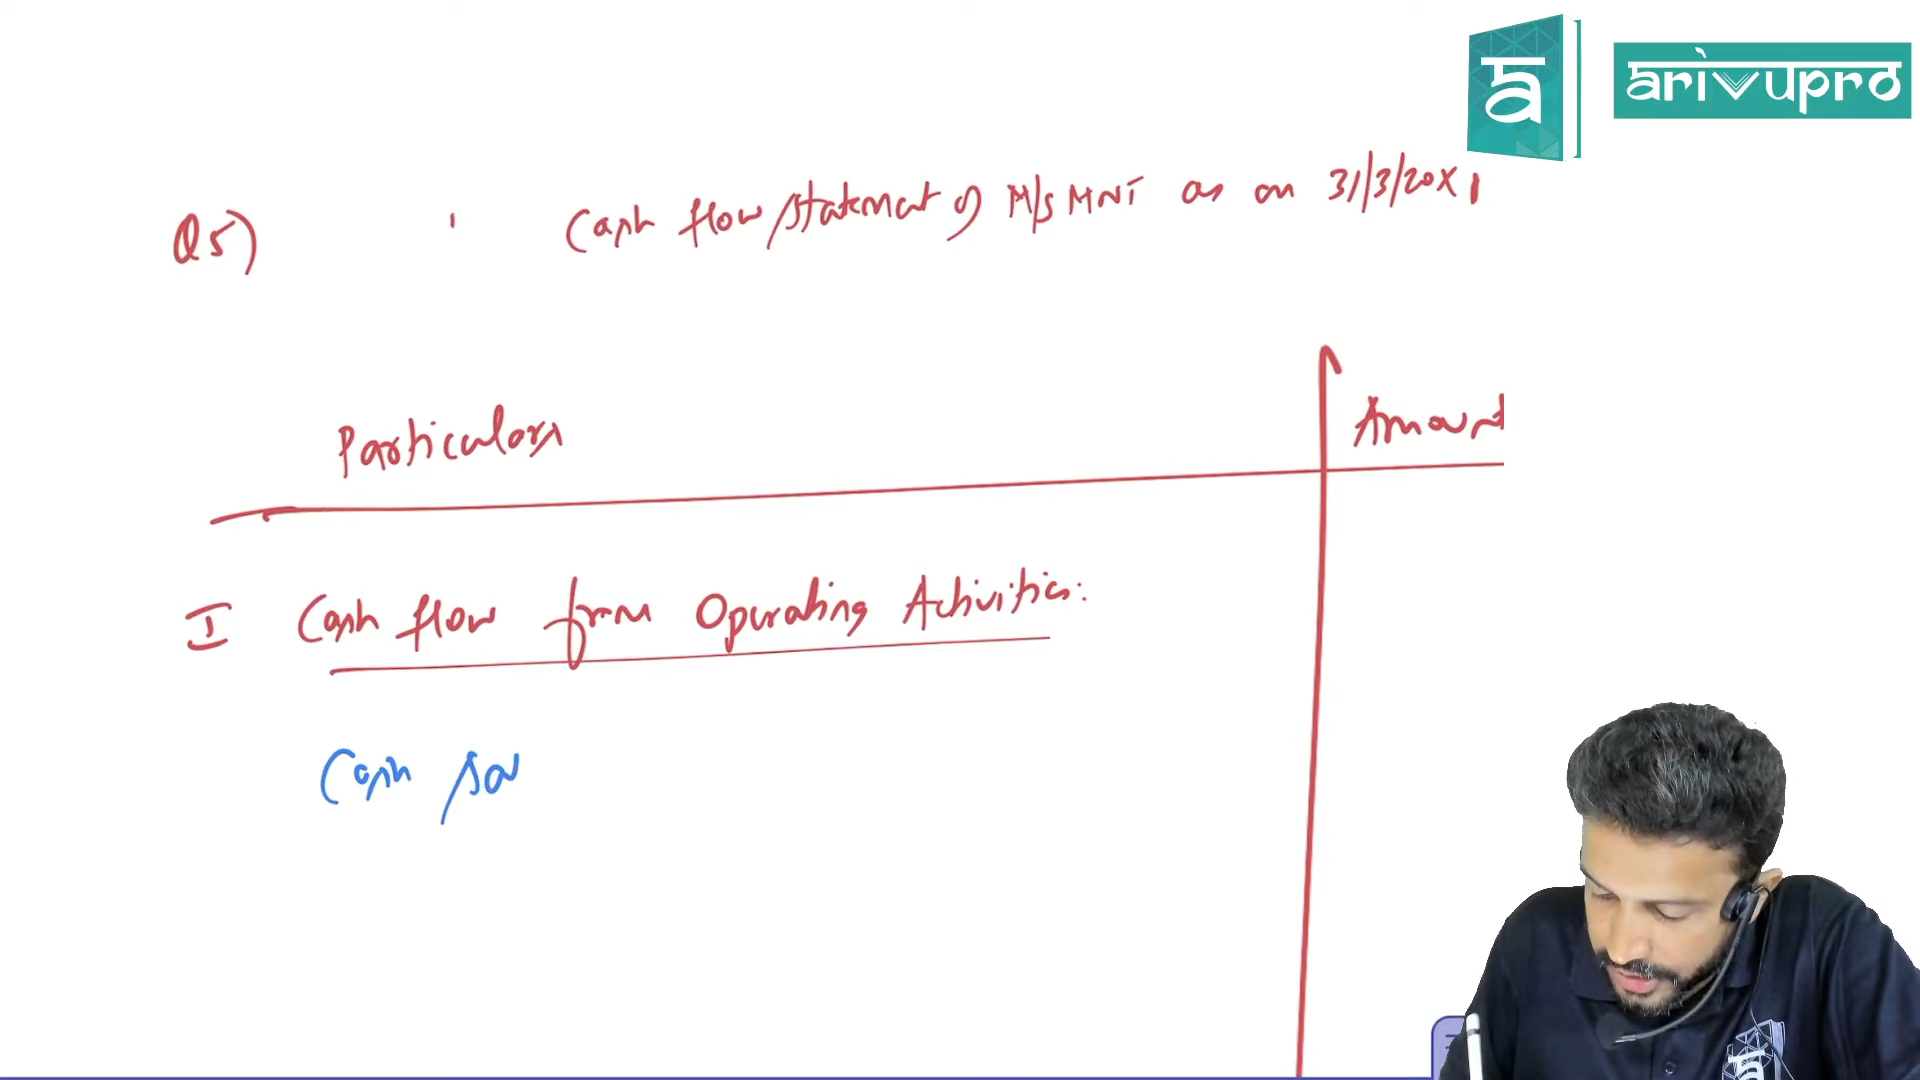 arivupro
Q5) Cash flow statement of M/s MNT as on 31/3/20X1
Particulars Amount
I Cash flow from Operating Activities:
Cash sa